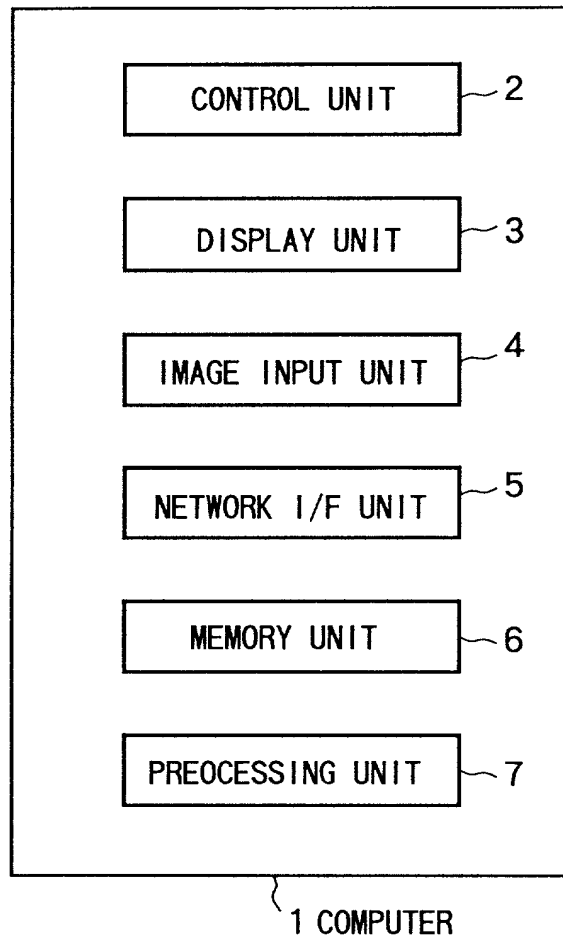 CONTROL UNIT 2
DISPLAY UNIT 3
IMAGE INPUT UNIT 4
NETWORK I/F UNIT 5
MEMORY UNIT 6
PREOCESSING UNIT 7
1 COMPUTER